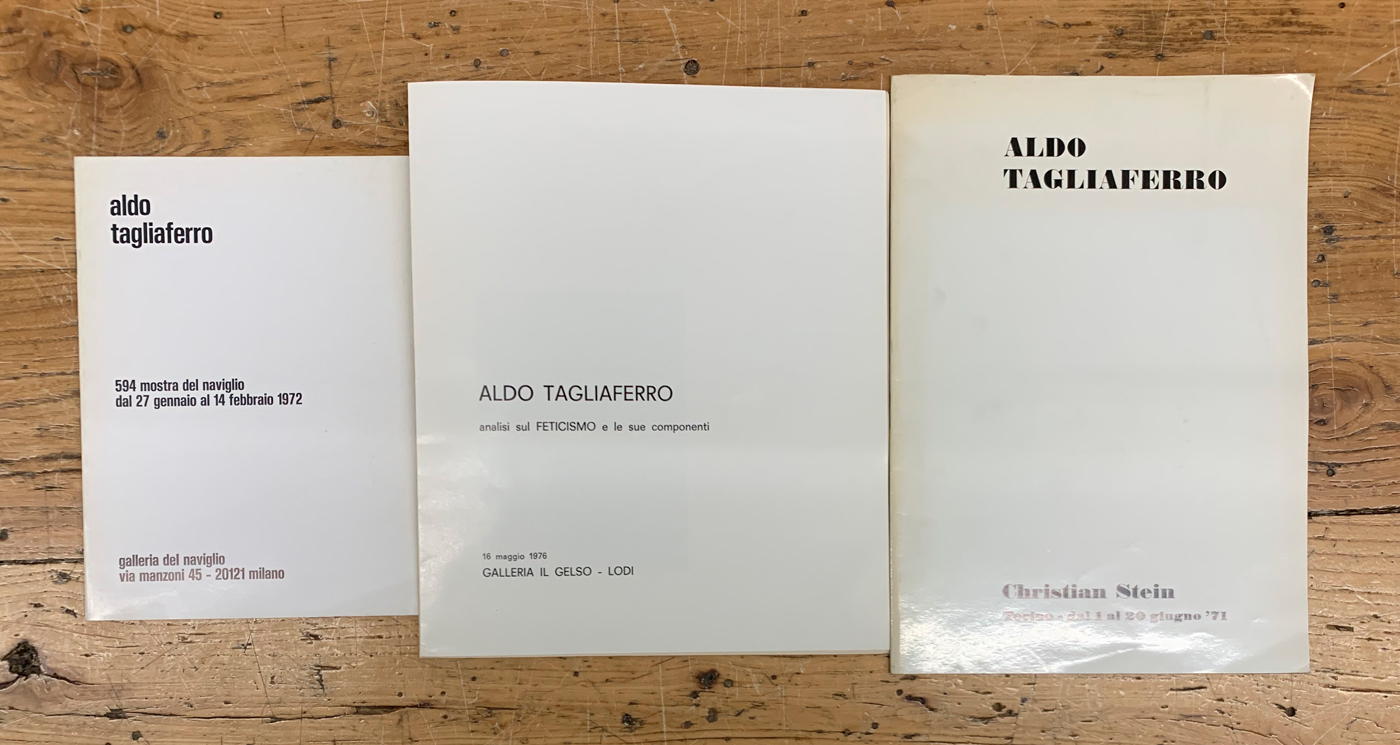 aldo
tagliaferro
594 mostra del naviglio
dal 27 gennaio al 14 febbraio 1972
galleria del naviglio
via manzoni 45 - 20121 milano
ALDO TAGLIAFERRO
analisi sul FETICISMO e le sue componenti
16 maggio 1976
GALLERIA IL GELSO - LODI
ALDO
TAGLIAFERRO
Christian Stein
Torino - dal 1 al 20 giugno '71